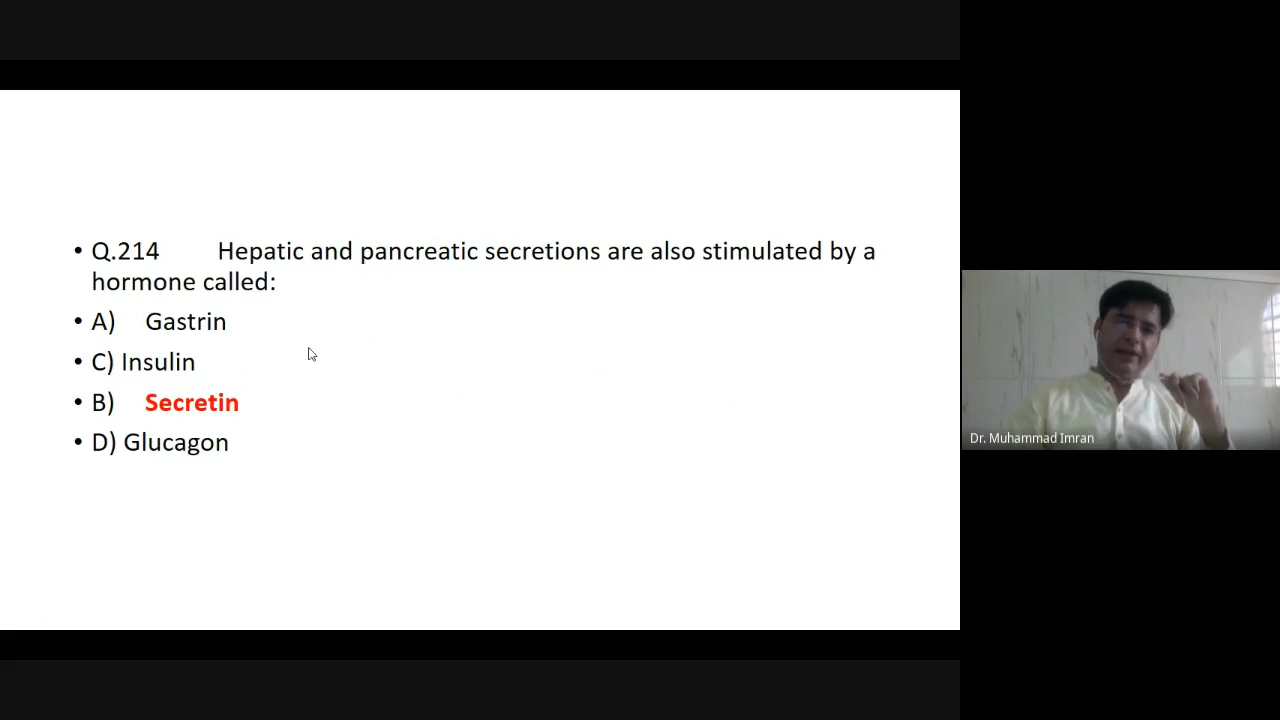 • Q.214 Hepatic and pancreatic secretions are also stimulated by a
hormone called:
• A) Gastrin
• C) Insulin
• B) Secretin
• D) Glucagon
Dr. Muhammad Imran